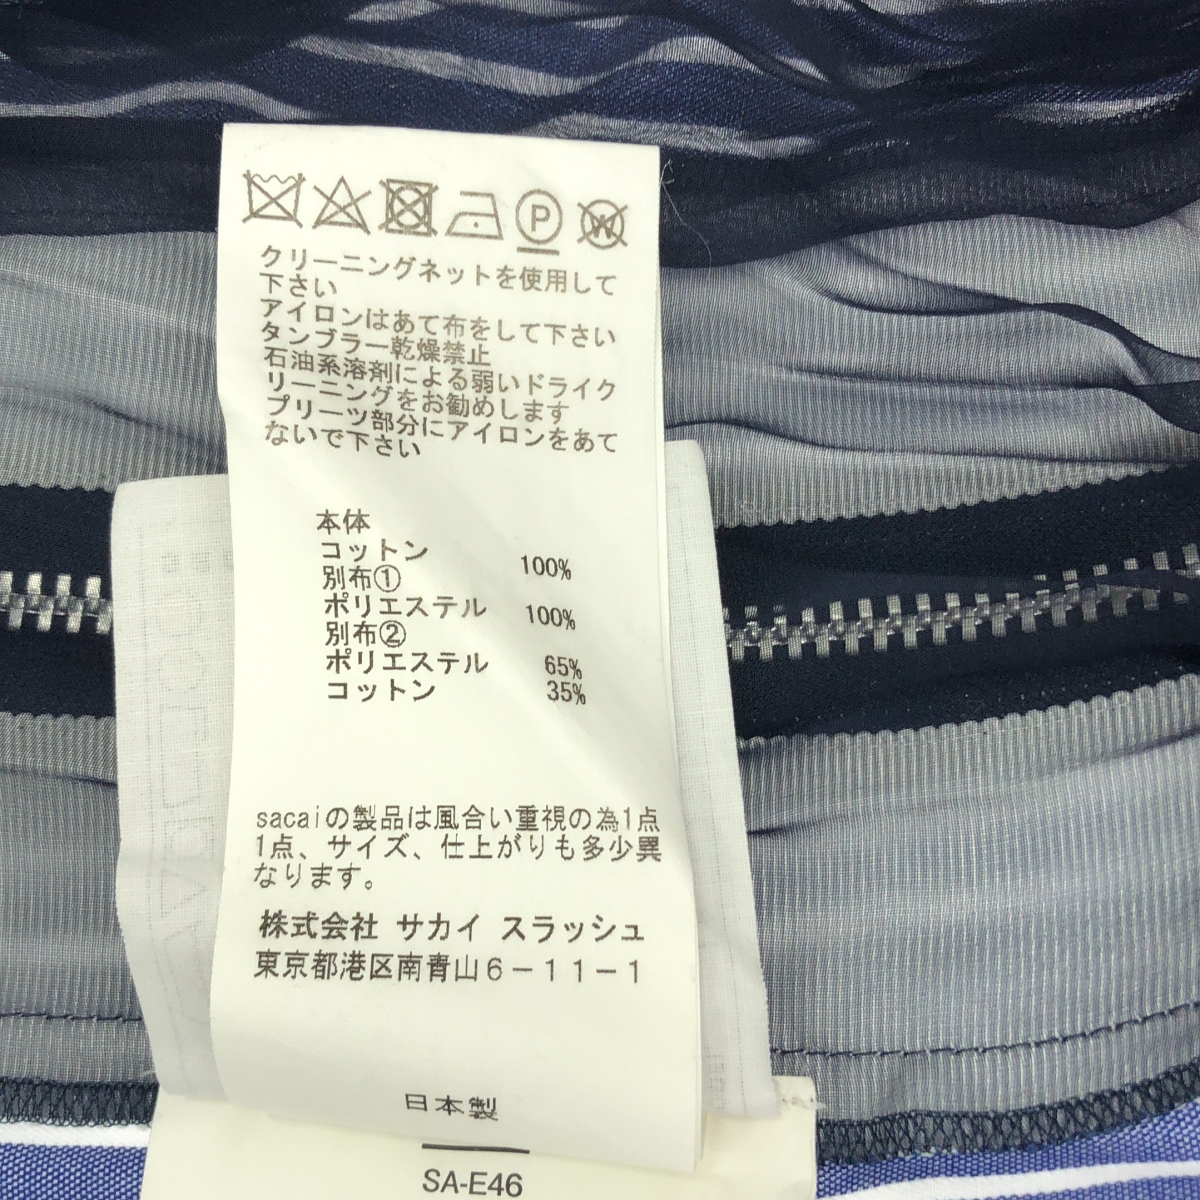 P
W
クリーニングネットを使用して
下さい
アイロンはあて布をして下さい
タンブラー乾燥禁止
石油系溶剤による弱いドライク
リーニングをお勧めします
プリーツ部分にアイロンをあて
ないで下さい
本体
コットン 100%
別布①
ポリエステル 100%
別布②
ポリエステル 65%
コットン 35%
sacaiの製品は風合い重視の為1点
1点、サイズ、仕上がりも多少異
なります。
株式会社 サカイ スラッシュ
東京都港区南青山6－11－1
日本製
SA-E46